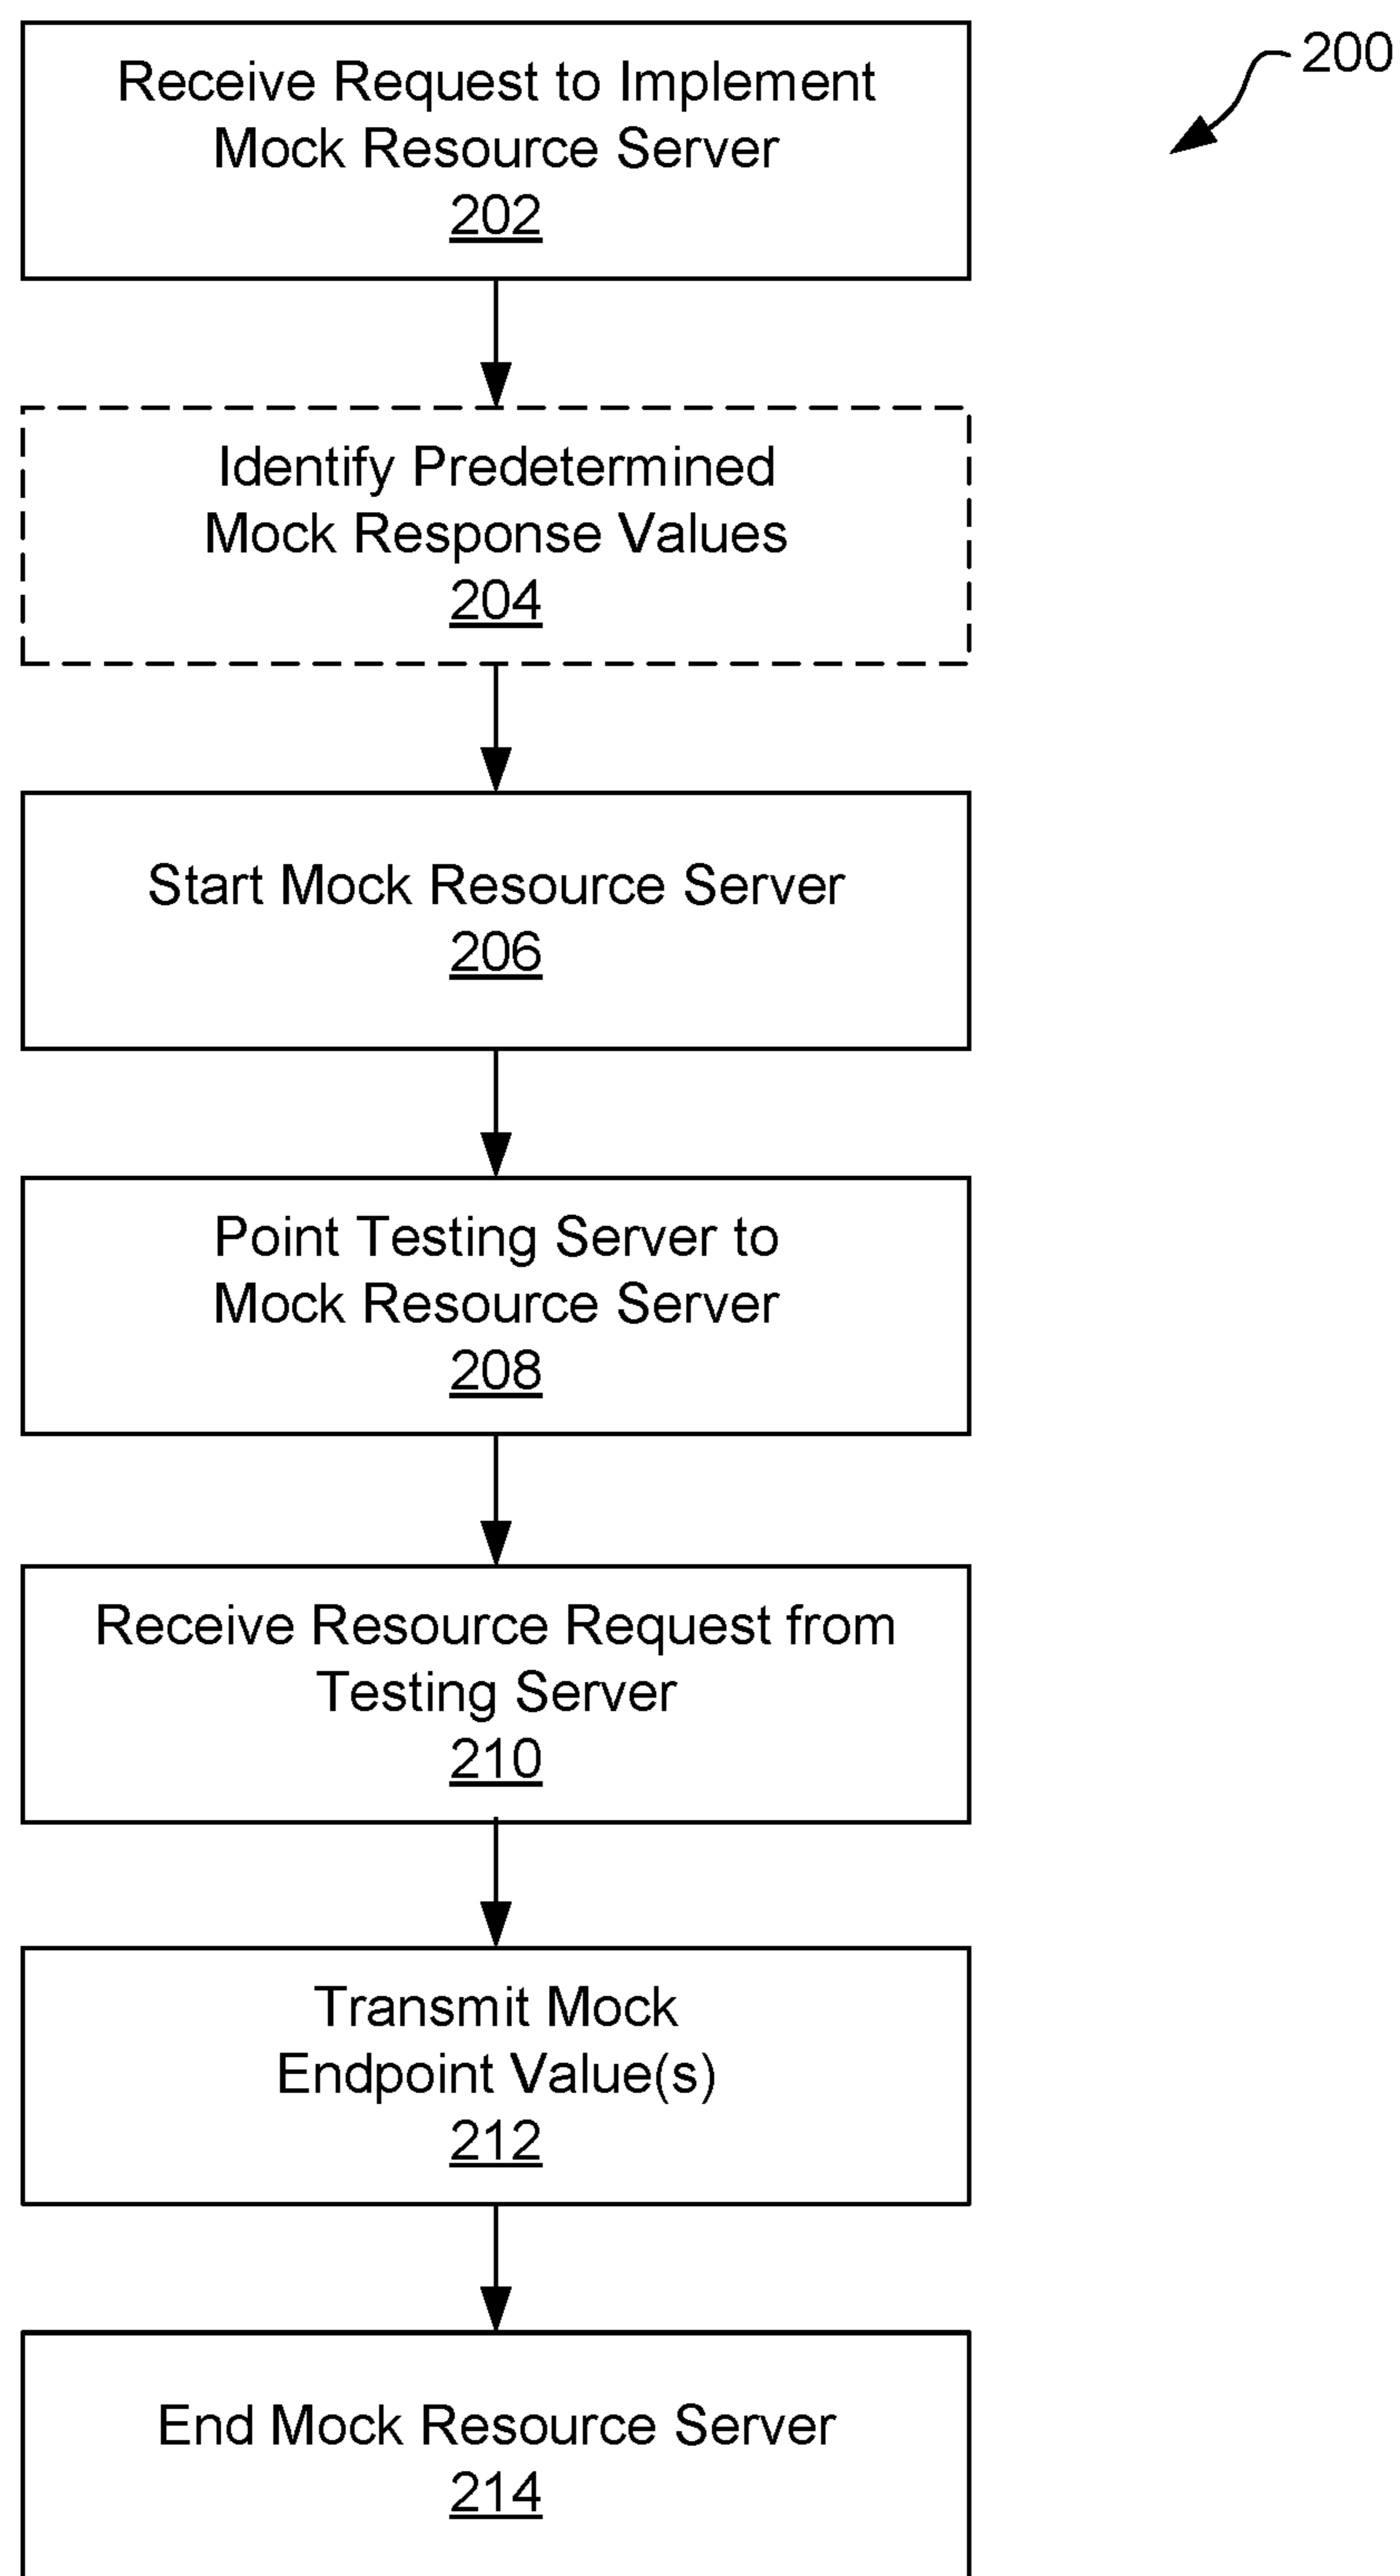 200
Receive Request to Implement
Mock Resource Server
202
Identify Predetermined
Mock Response Values
204
Start Mock Resource Server
206
Point Testing Server to
Mock Resource Server
208
Receive Resource Request from
Testing Server
210
Transmit Mock
Endpoint Value(s)
212
End Mock Resource Server
214